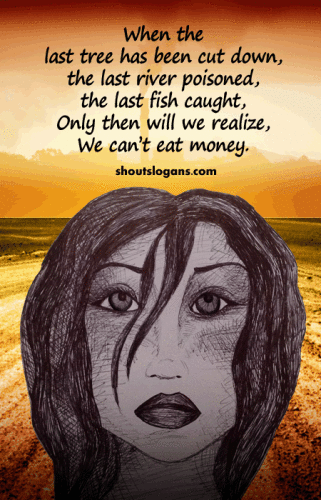 When the
last tree has been cut down,
the last river poisoned,
the last fish caught,
Only then will we realize,
We can't eat money.
shoutslogans.com